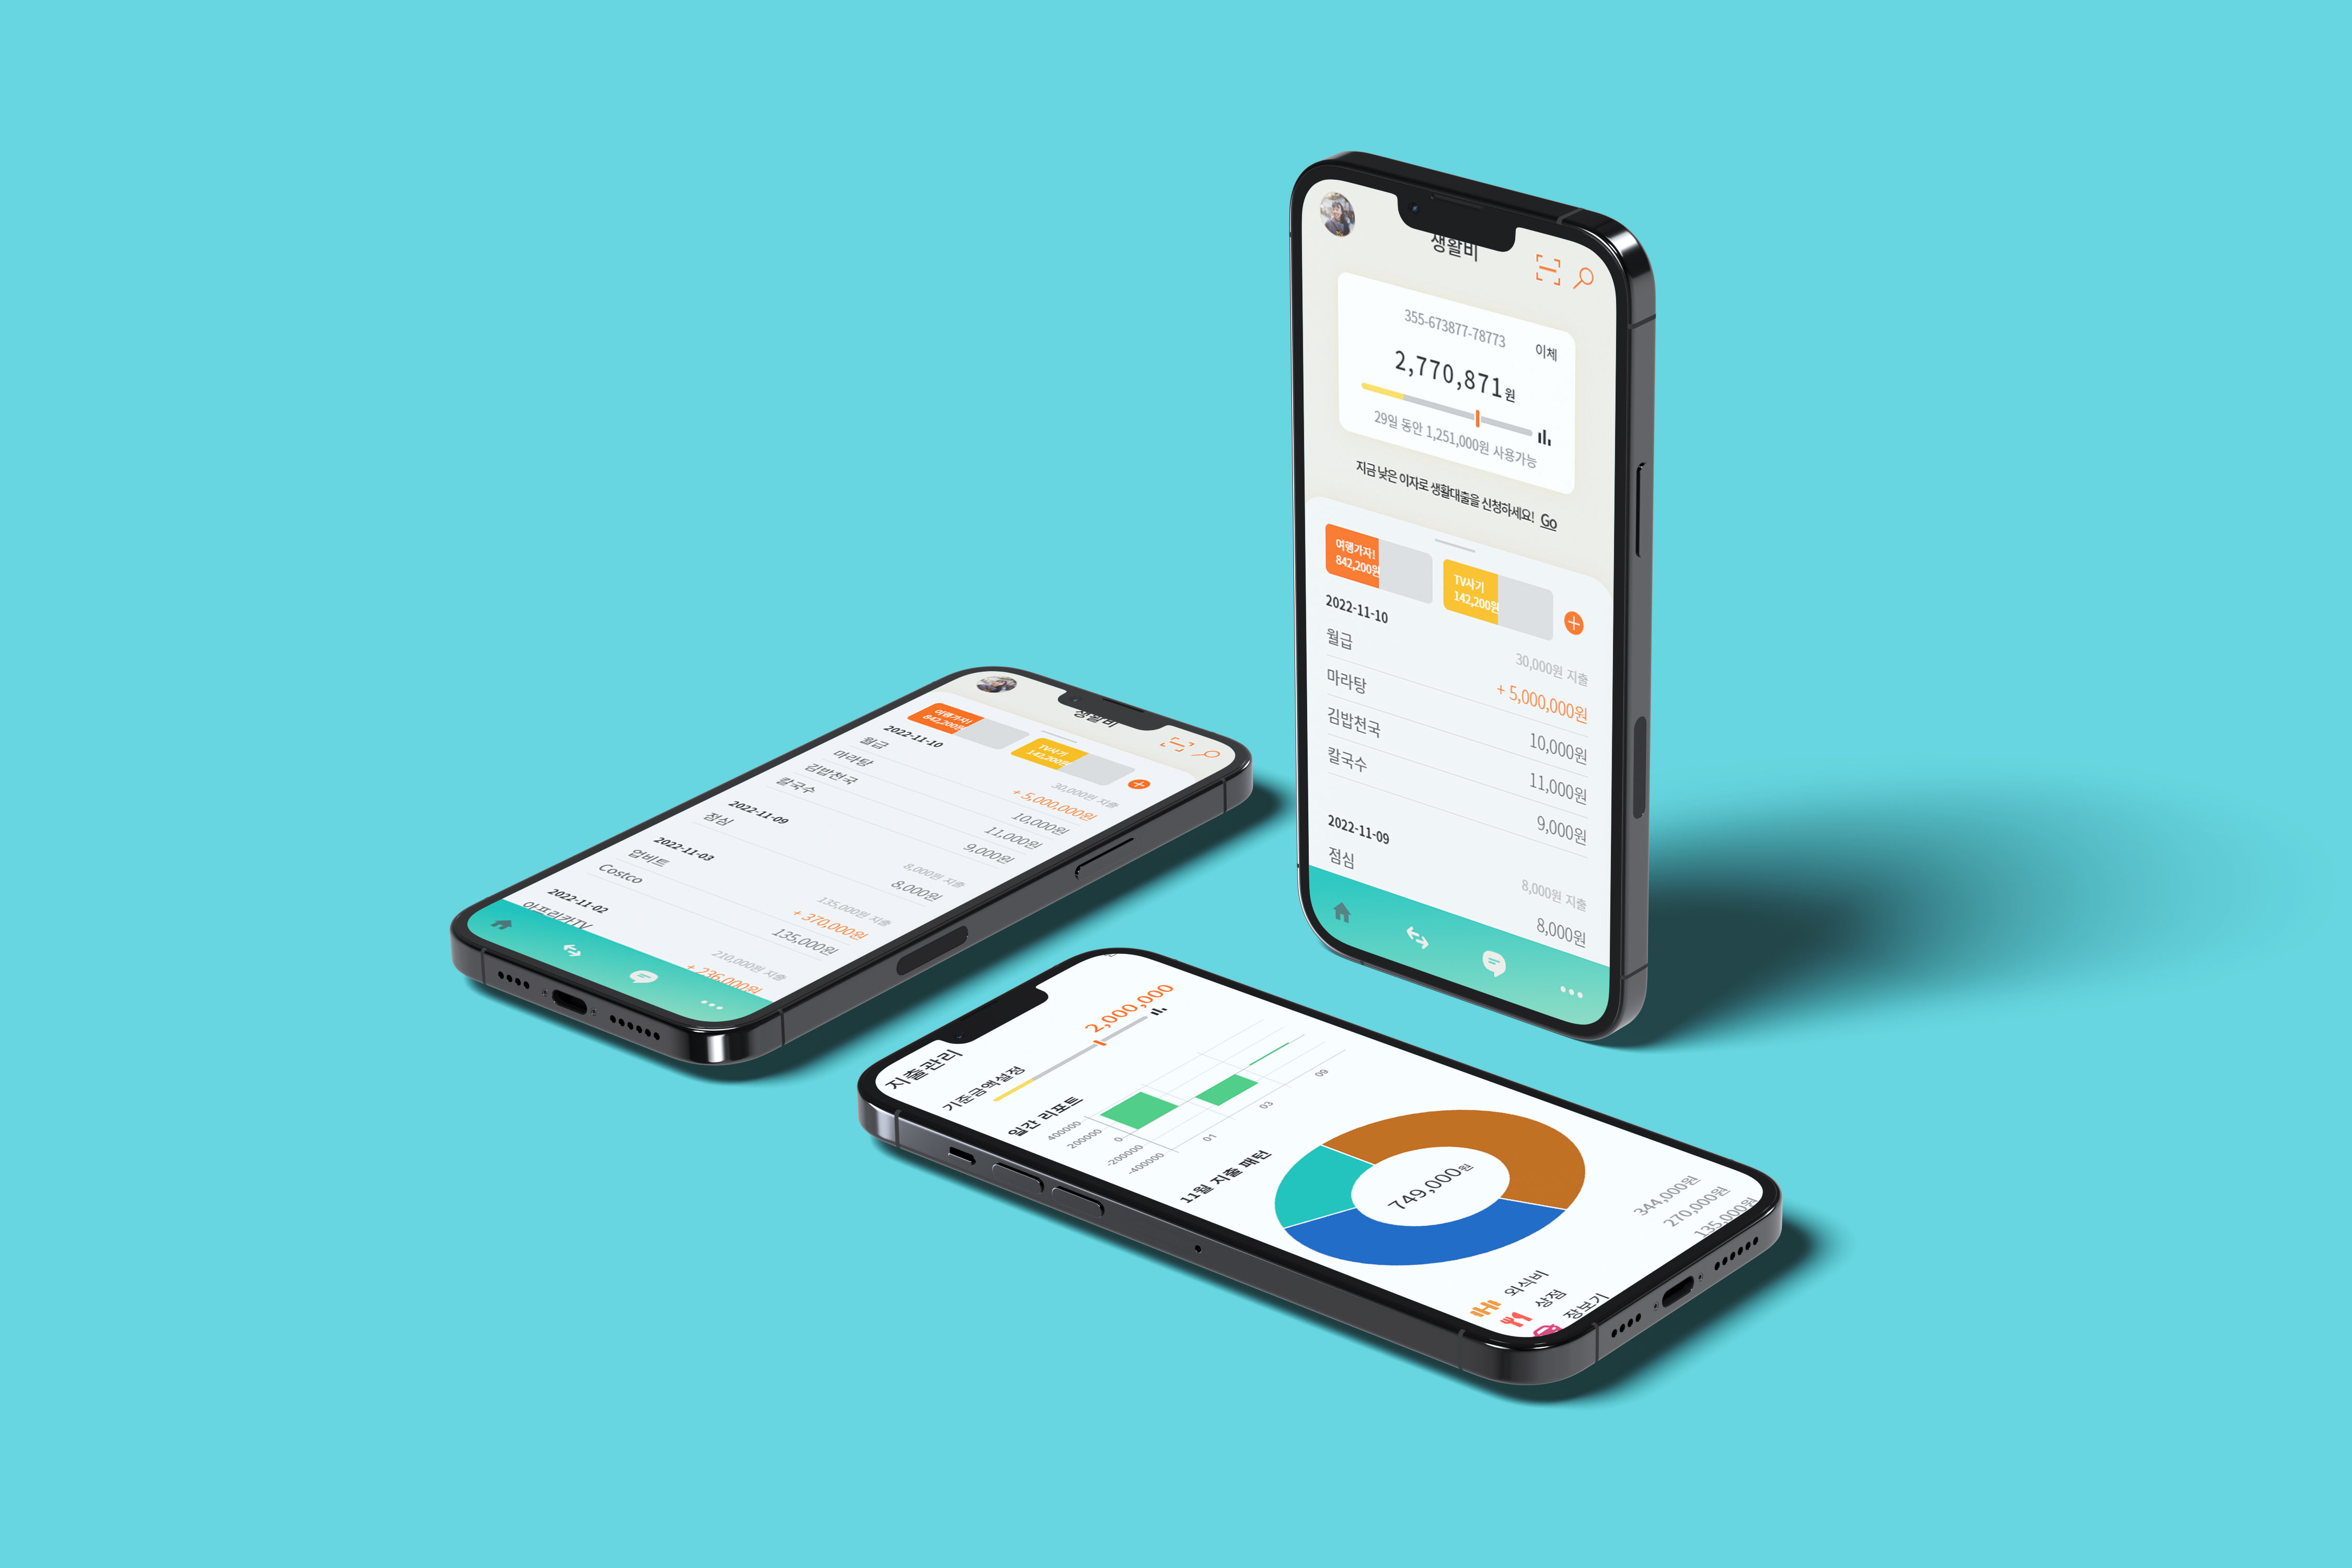 생활비
355-673877-78773
이체
2,770,871원
29일 동안 1,251,000원 사용가능
지금 낮은 이자로 생활대출을 신청하세요! Go
여행가자!
842,200원
TV사기
142,200원
2022-11-10
30,000원 지출
월급 + 5,000,000원
마라탕 10,000원
김밥천국 11,000원
칼국수 9,000원
2022-11-09
8,000원 지출
점심 8,000원
생활비
여행가자!
842,200원
TV사기
142,200원
2022-11-10
30,000원 지출
월급 + 5,000,000원
마라탕 10,000원
김밥천국 11,000원
칼국수 9,000원
2022-11-09
8,000원 지출
점심 8,000원
2022-11-03
135,000원 지출
업비트 + 370,000원
Costco 135,000원
2022-11-02
210,000원 지출
아프리카TV + 236,000원
지출관리
기준금액설정 2,000,000
일간 리포트
400000
200000
0
-200000
-400000
01
03
09
11월 지출 패턴
749,000원
외식비 344,000원
상점 270,000원
장보기 135,000원